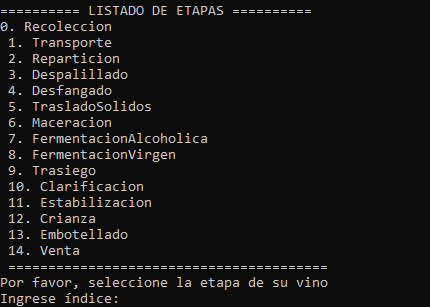 ========== LISTADO DE ETAPAS ==========
0. Recoleccion
1. Transporte
2. Reparticion
3. Despalillado
4. Desfangado
5. TrasladoSolidos
6. Maceracion
7. FermentacionAlcoholica
8. FermentacionVirgen
9. Trasiego
10. Clarificacion
11. Estabilizacion
12. Crianza
13. Embotellado
14. Venta
========================================
Por favor, seleccione la etapa de su vino
Ingrese índice: